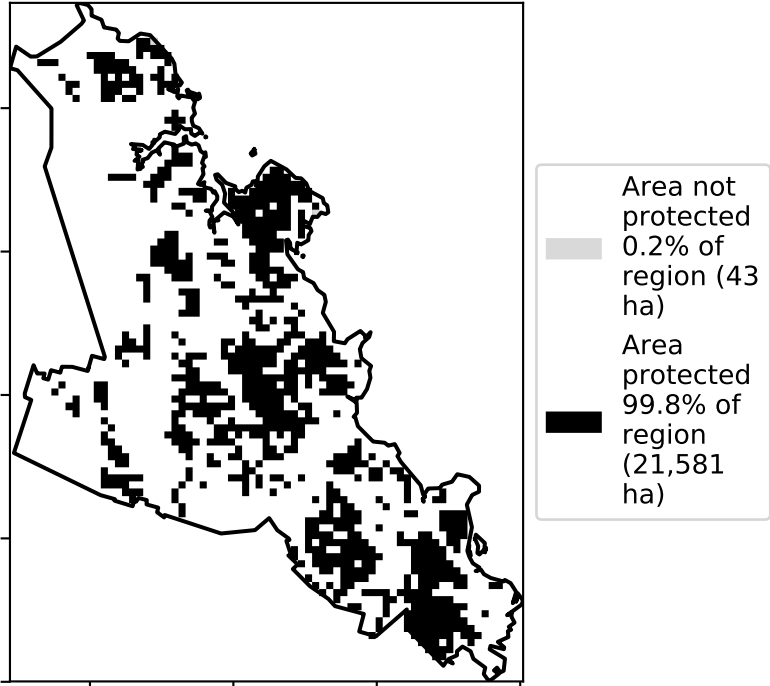 Area not
protected
0.2% of
region (43
ha)
Area
protected
99.8% of
region
(21,581
ha)